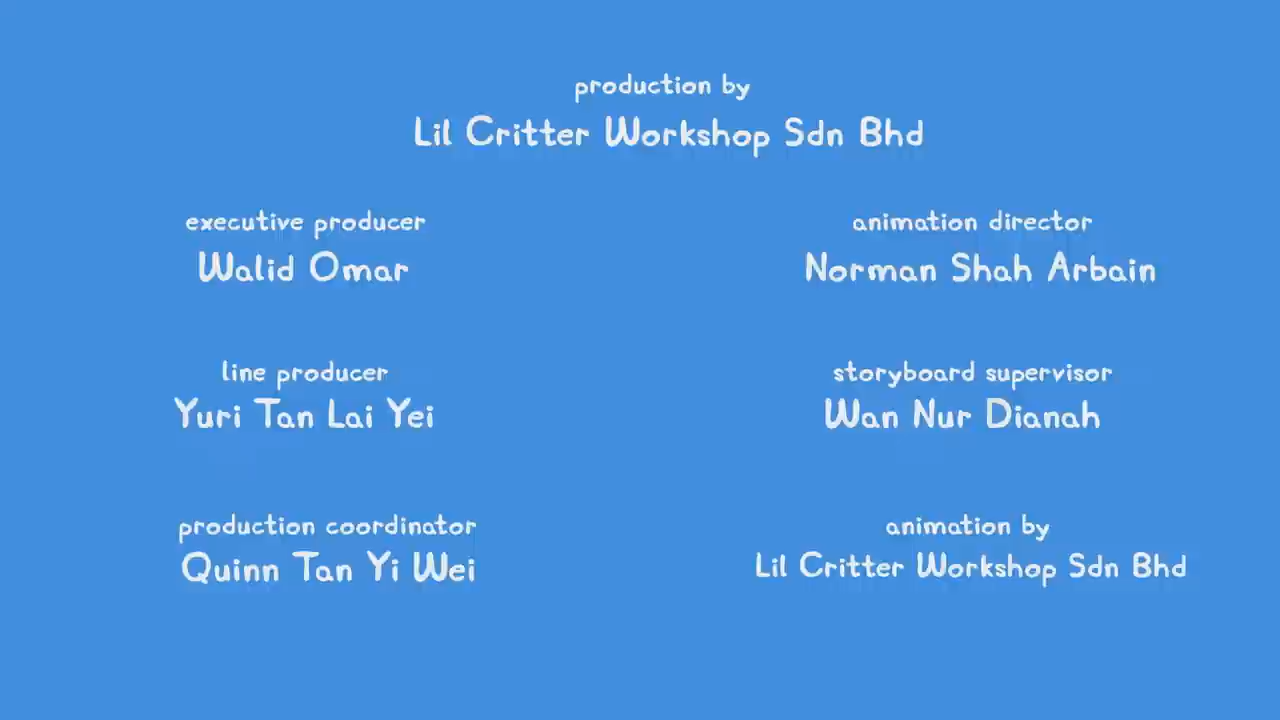 production by
Lil Critter Workshop Sdn Bhd
executive producer
Walid Omar
animation director
Norman Shah Arbain
line producer
Yuri Tan Lai Yei
storyboard supervisor
Wan Nur Dianah
production coordinator
Quinn Tan Yi Wei
animation by
Lil Critter Workshop Sdn Bhd